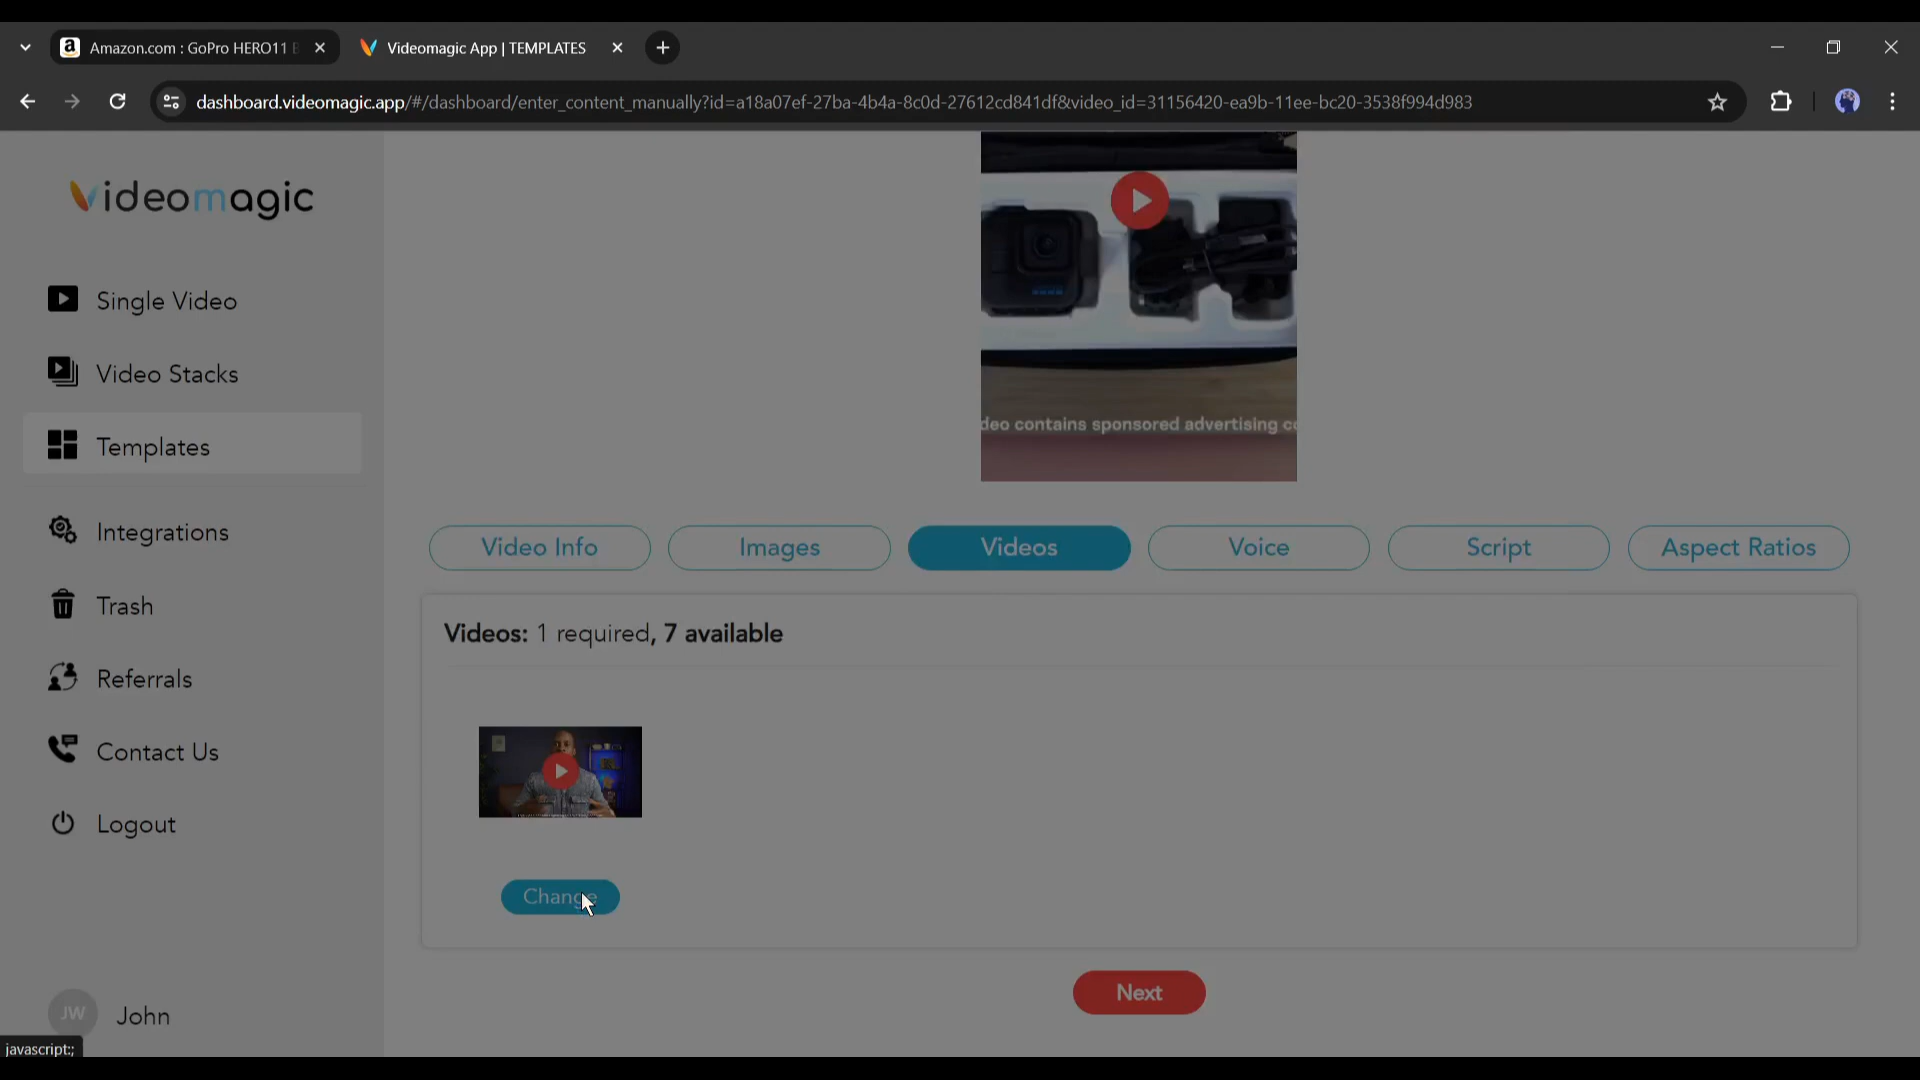 Amazon.com : GoPro HERO11 B
Videomagic App | TEMPLATES
dashboard.videomagic.app/#/dashboard/enter_content_manually?id=a18a07ef-27ba-4b4a-8c0d-27612cd841df&video_id=31156420-ea9b-11ee-bc20-3538f994d983
videomagic
Single Video
Video Stacks
Templates
Integrations
Trash
Referrals
Contact Us
Logout
JW John
javascript:;
deo contains sponsored advertising co
Video Info
Images
Videos
Voice
Script
Aspect Ratios
Videos: 1 required, 7 available
Change
Next